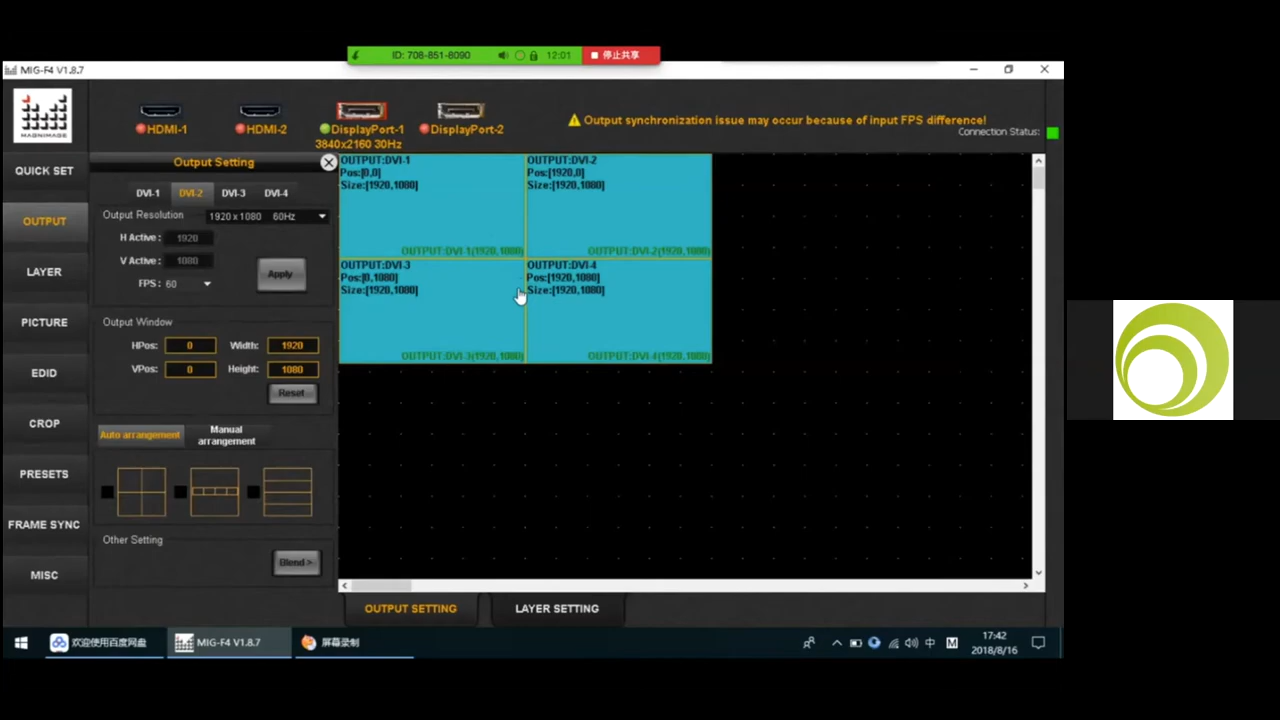 ID: 708-851-8090
12:01
停止共享
MIG-F4 V1.8.7
MAGNIMAGE
HDMI-1
HDMI-2
DisplayPort-1
DisplayPort-2
3840x2160 30Hz
Output synchronization issue may occur because of input FPS difference!
Connection Status:
QUICK SET
OUTPUT
LAYER
PICTURE
EDID
CROP
PRESETS
FRAME SYNC
MISC
Output Setting
DVI-1 DVI-2 DVI-3 DVI-4
Output Resolution 1920 x 1080 60Hz
H Active: 1920
V Active: 1080
FPS: 60
Apply
Output Window
HPos: 0 Width: 1920
VPos: 0 Height: 1080
Reset
Auto arrangement
Manual
arrangement
Other Setting
Blend >
OUTPUT:DVI-1
Pos:[0,0]
Size:[1920,1080]
OUTPUT:DVI-1(1920,1080)
OUTPUT:DVI-2
Pos:[1920,0]
Size:[1920,1080]
OUTPUT:DVI-2(1920,1080)
OUTPUT:DVI-3
Pos:[0,1080]
Size:[1920,1080]
OUTPUT:DVI-3(1920,1080)
OUTPUT:DVI-4
Pos:[1920,1080]
Size:[1920,1080]
OUTPUT:DVI-4(1920,1080)
OUTPUT SETTING
LAYER SETTING
欢迎使用百度网盘
MIG-F4 V1.8.7
屏幕录制
中
M
17:42
2018/8/16